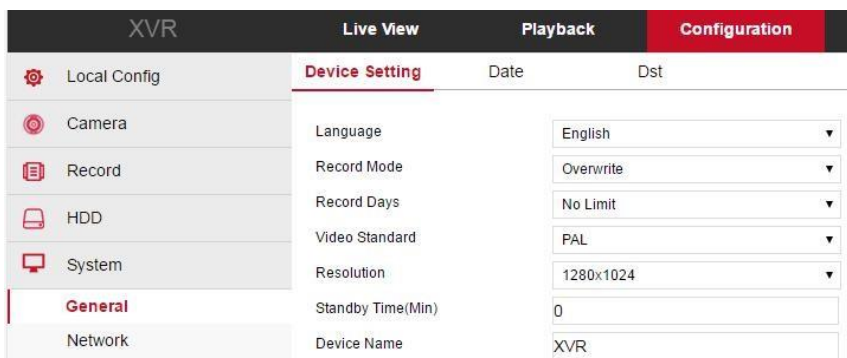 XVR Live View Playback Configuration
Local Config
Camera
Record
HDD
System
General
Network
Device Setting Date Dst
Language English
Record Mode Overwrite
Record Days No Limit
Video Standard PAL
Resolution 1280x1024
Standby Time(Min) 0
Device Name XVR